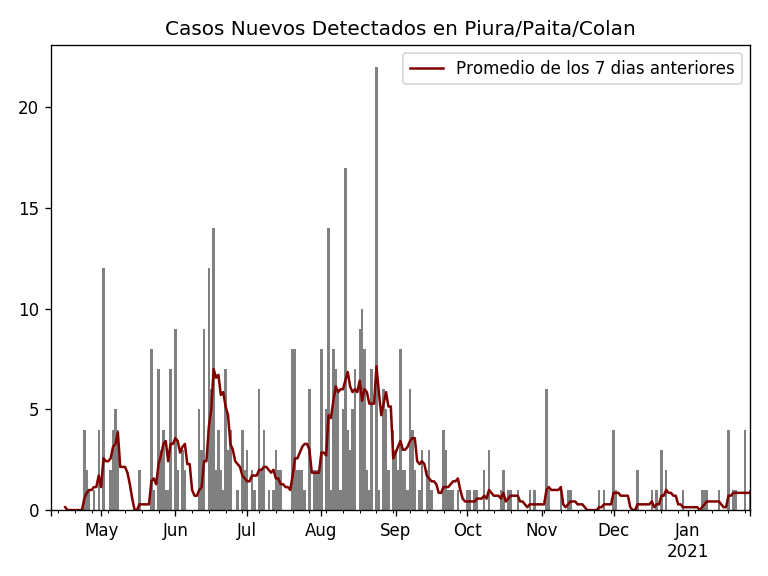 Casos Nuevos Detectados en Piura/Paita/Colan
Promedio de los 7 dias anteriores
20
15
10
5
0
May Jun Jul Aug Sep Oct Nov Dec Jan
2021